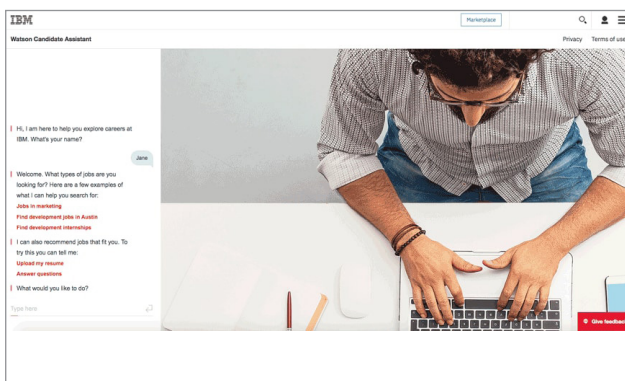 IBM
Marketplace
Watson Candidate Assistant
Privacy Terms of use
Hi, I am here to help you explore careers at
IBM. What's your name?
Jane
Welcome. What types of jobs are you
looking for? Here are a few examples of
what I can help you search for:
Jobs in marketing
Find development jobs in Austin
Find development internships
I can also recommend jobs that fit you. To
try this you can tell me:
Upload my resume
Answer questions
What would you like to do?
Type here
Give feedback